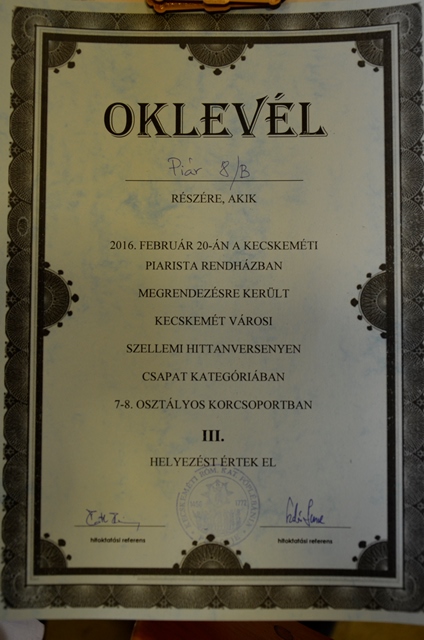 OKLEVÉL
Piár 8/B
RÉSZÉRE, AKIK
2016. FEBRUÁR 20-ÁN A KECSKEMÉTI
PIARISTA RENDHÁZBAN
MEGRENDEZÉSRE KERÜLT
KECSKEMÉT VÁROSI
SZELLEMI HITTANVERSENYEN
CSAPAT KATEGÓRIÁBAN
7-8. OSZTÁLYOS KORCSOPORTBAN
III.
HELYEZÉST ÉRTEK EL
hitoktatási referens hitoktatási referens